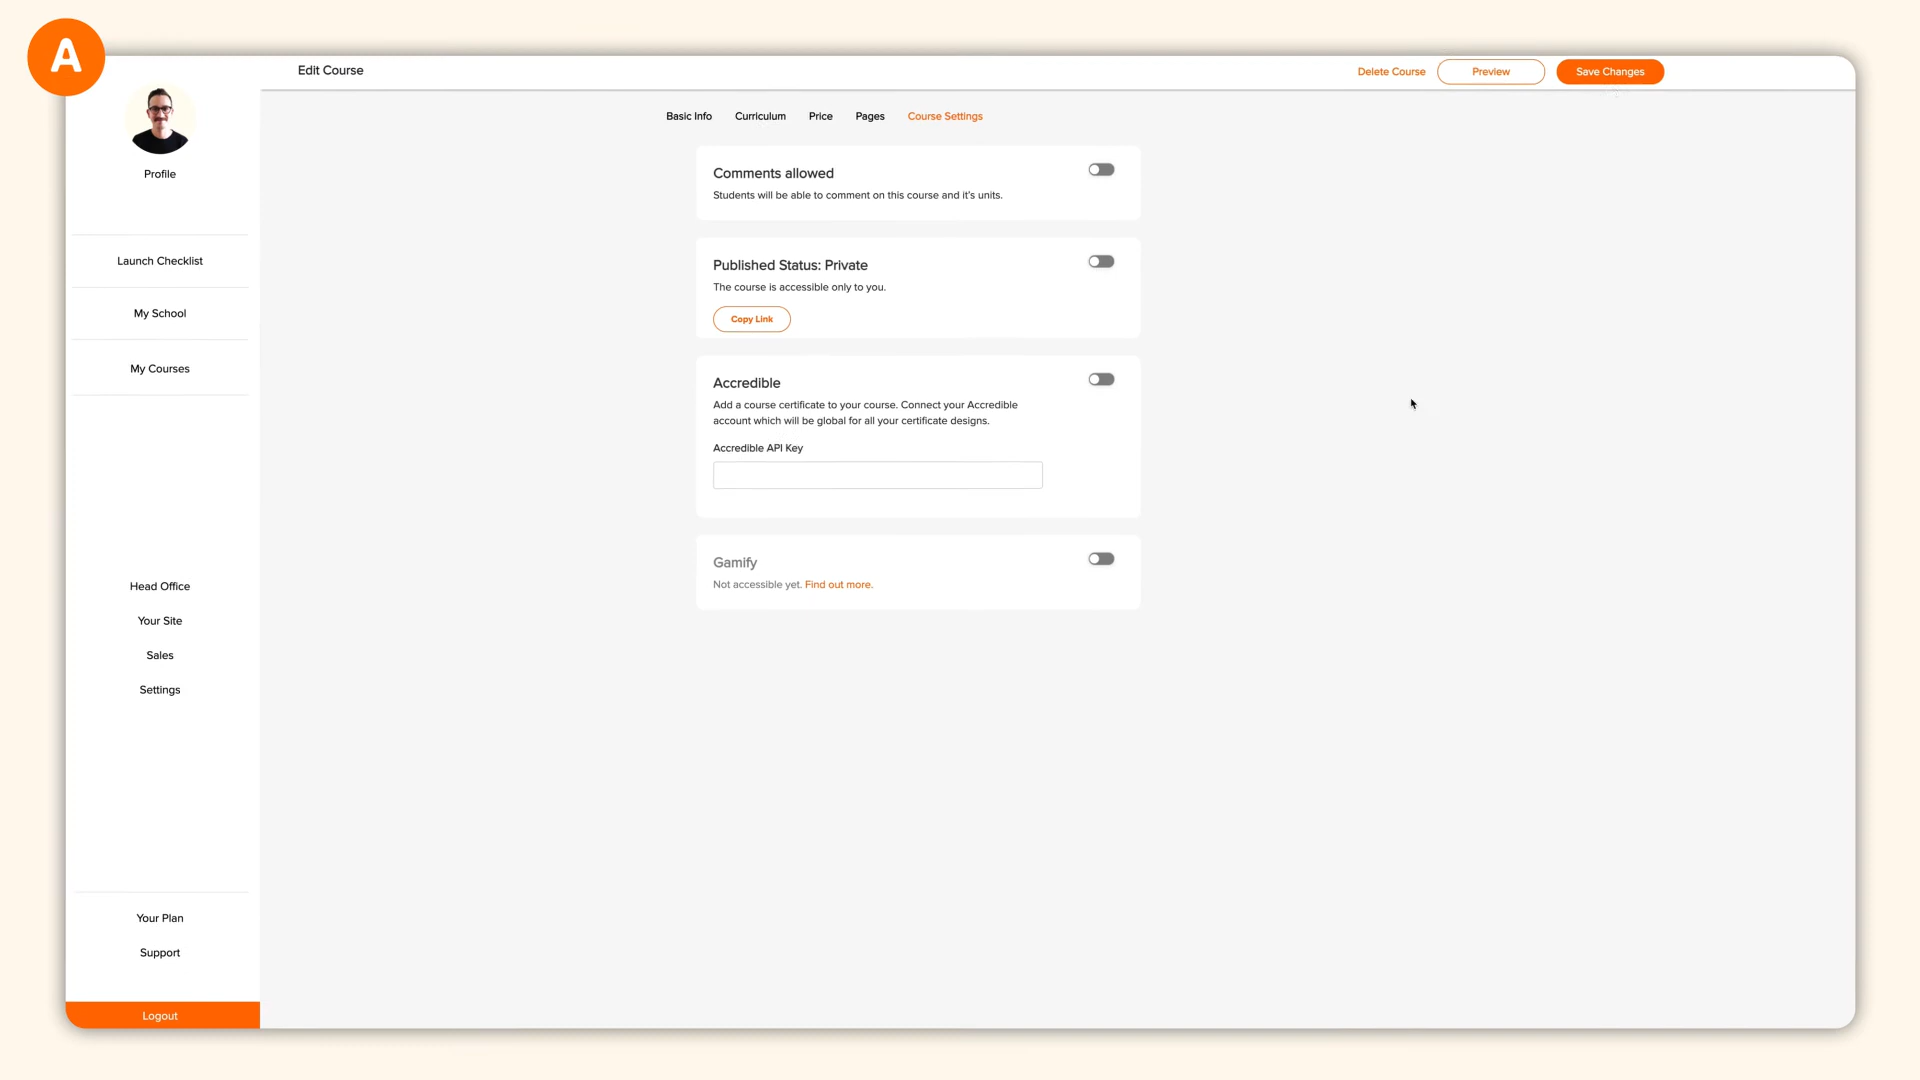 A
Edit Course
Delete Course
Preview
Save Changes
Profile
Launch Checklist
My School
My Courses
Head Office
Your Site
Sales
Settings
Your Plan
Support
Logout
Basic Info
Curriculum
Price
Pages
Course Settings
Comments allowed
Students will be able to comment on this course and it's units.
Published Status: Private
The course is accessible only to you.
Copy Link
Accredible
Add a course certificate to your course. Connect your Accredible
account which will be global for all your certificate designs.
Accredible API Key
Gamify
Not accessible yet. Find out more.